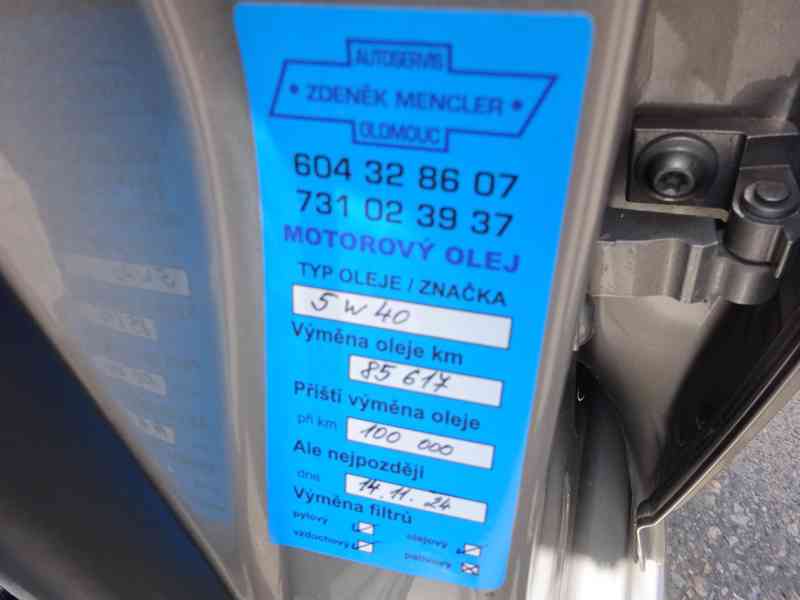 AUTOSERVIS
• ZDENĚK MENCLER •
OLOMOUC
604 32 86 07
731 02 39 37
MOTOROVÝ OLEJ
TYP OLEJE / ZNAČKA
5W40
Výměna oleje km
85 617
Příští výměna oleje
při km 100 000
Ale nejpozději
dne 14.11.24
Výměna filtrů
pylový olejový
vzdochový palivový